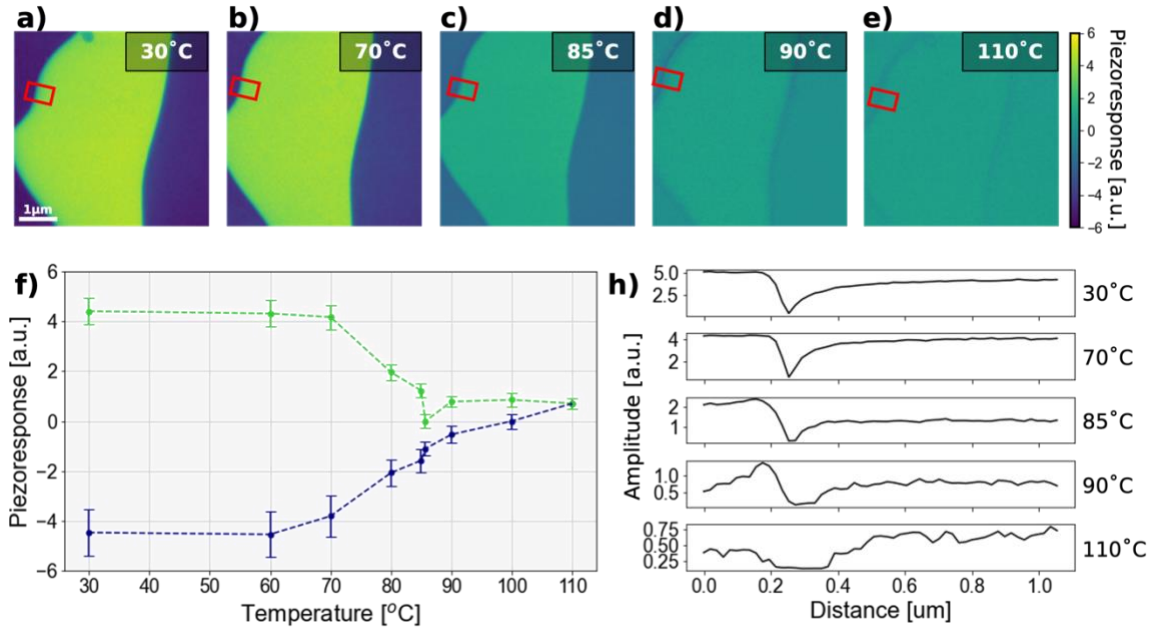 a)
b)
c)
d)
e)
30˚C
70˚C
85˚C
90˚C
110˚C
1μm
6
4
2
0
−2
−4
−6
Piezoresponse [a.u.]
f)
6
4
2
0
−2
−4
−6
Piezoresponse [a.u.]
30 40 50 60 70 80 90 100 110
Temperature [°C]
h)
5.0
2.5
30˚C
4
2
70˚C
2
1
85˚C
1.0
0.5
90˚C
0.75
0.50
0.25
110˚C
Amplitude [a.u.]
0.0 0.2 0.4 0.6 0.8 1.0
Distance [um]